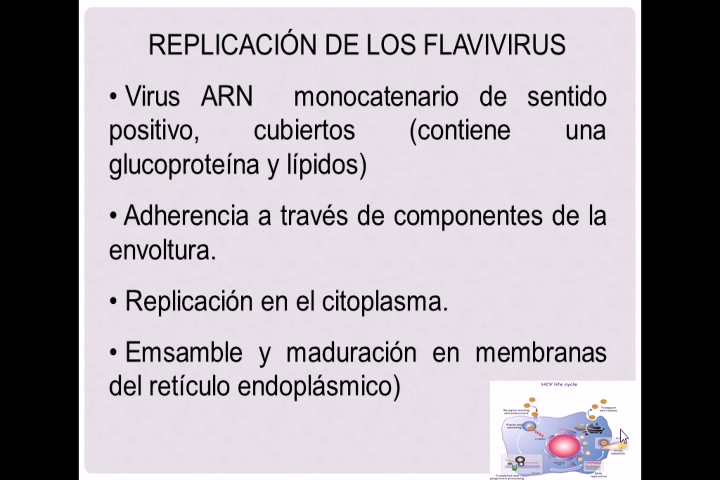 REPLICACIÓN DE LOS FLAVIVIRUS
• Virus ARN monocatenario de sentido
positivo, cubiertos (contiene una
glucoproteína y lípidos)
• Adherencia a través de componentes de la
envoltura.
• Replicación en el citoplasma.
• Emsamble y maduración en membranas
del retículo endoplásmico)
HCV life cycle